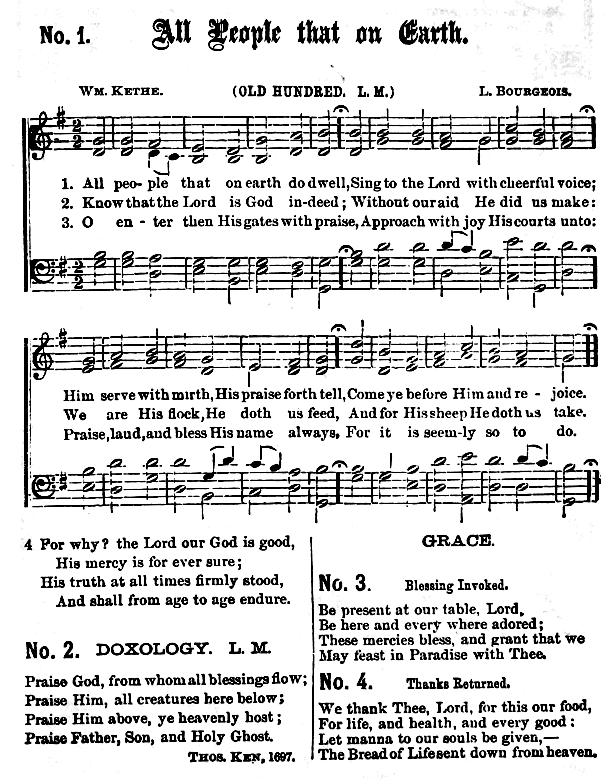 No. 1. All People that on Earth.
WM. KETHE. (OLD HUNDRED. L. M.) L. BOURGEOIS.
1. All peo- ple that on earth do dwell, Sing to the Lord with cheerful voice;
2. Know that the Lord is God in-deed; Without our aid He did us make:
3. O en - ter then His gates with praise, Approach with joy His courts unto:
Him serve with mirth, His praise forth tell, Come ye before Him and re - joice.
We are His flock, He doth us feed, And for His sheep He doth us take.
Praise, laud, and bless His name always, For it is seem-ly so to do.
4 For why? the Lord our God is good,
His mercy is for ever sure;
His truth at all times firmly stood,
And shall from age to age endure.
No. 2. DOXOLOGY. L. M.
Praise God, from whom all blessings flow;
Praise Him, all creatures here below;
Praise Him above, ye heavenly host;
Praise Father, Son, and Holy Ghost.
THOS. KEN, 1697.
GRACE.
No. 3. Blessing Invoked.
Be present at our table, Lord,
Be here and every where adored;
These mercies bless, and grant that we
May feast in Paradise with Thee.
No. 4. Thanks Returned.
We thank Thee, Lord, for this our food,
For life, and health, and every good:
Let manna to our souls be given,—
The Bread of Life sent down from heaven.